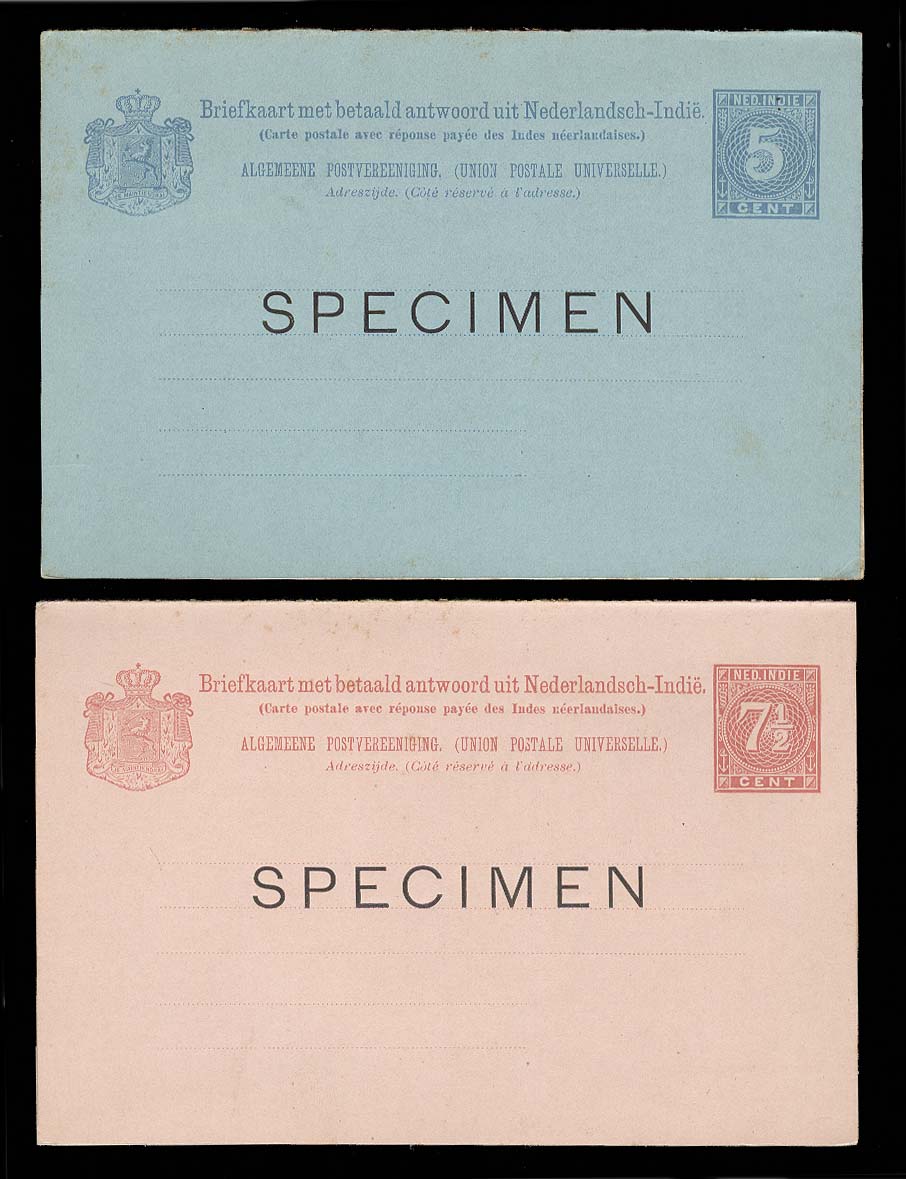 Briefkaart met betaald antwoord uit Nederlandsch-Indië.
(Carte postale avec réponse payée des Indes néerlandaises.)
ALGEMEENE POSTVEREENIGING. (UNION POSTALE UNIVERSELLE.)
Adreszijde. (Côté réservé à l'adresse.)
NED. INDIE
5
CENT
SPECIMEN
Briefkaart met betaald antwoord uit Nederlandsch-Indië.
(Carte postale avec réponse payée des Indes néerlandaises.)
ALGEMEENE POSTVEREENIGING. (UNION POSTALE UNIVERSELLE.)
Adreszijde. (Côté réservé à l'adresse.)
NED. INDIE
7½
CENT
SPECIMEN